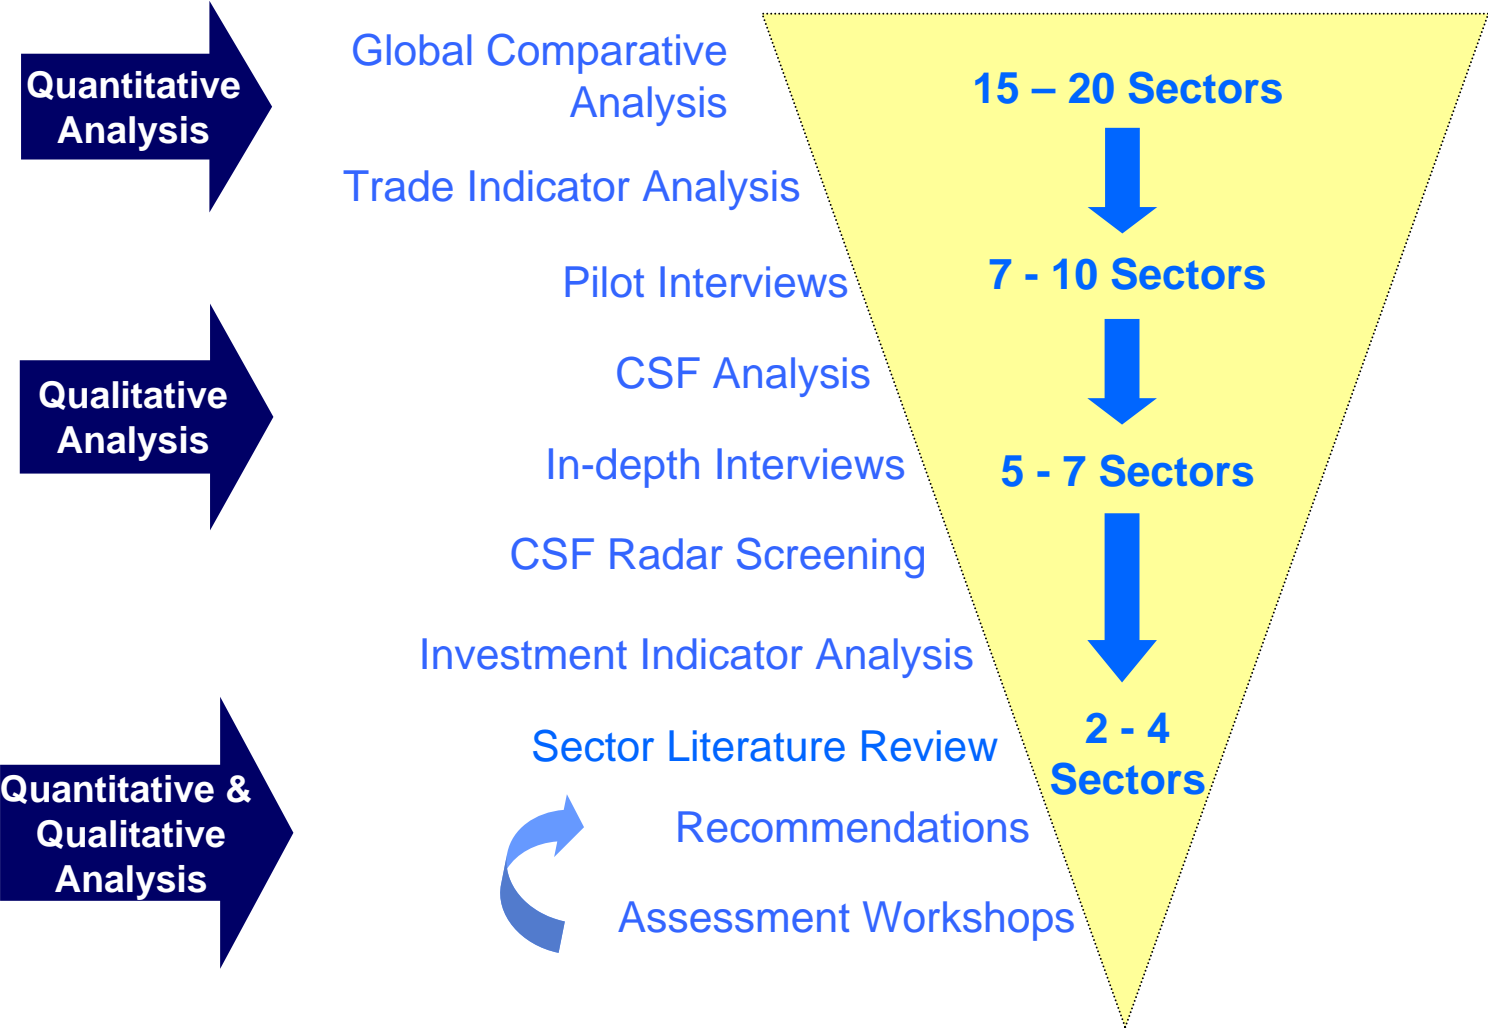 Quantitative
Analysis
Global Comparative
Analysis
15 – 20 Sectors
Trade Indicator Analysis
Pilot Interviews
7 - 10 Sectors
Qualitative
Analysis
CSF Analysis
In-depth Interviews
5 - 7 Sectors
CSF Radar Screening
Investment Indicator Analysis
Sector Literature Review
2 - 4
Sectors
Quantitative &
Qualitative
Analysis
Recommendations
Assessment Workshops